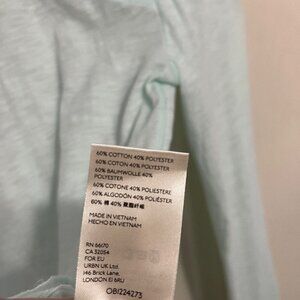 60% COTTON 40% POLYESTER
60% COTON 40% POLYESTER
60% BAUMWOLLE 40%
POLYESTER
60% COTONE 40% POLIESTERE
60% ALGODÓN 40% POLIÉSTER
60% 棉 40% 聚酯纤维
MADE IN VIETNAM
HECHO EN VIETNAM
RN 66170
CA 32054
FOR EU
URBN UK Ltd.
146 Brick Lane,
LONDON E1 6RU
OB1224273